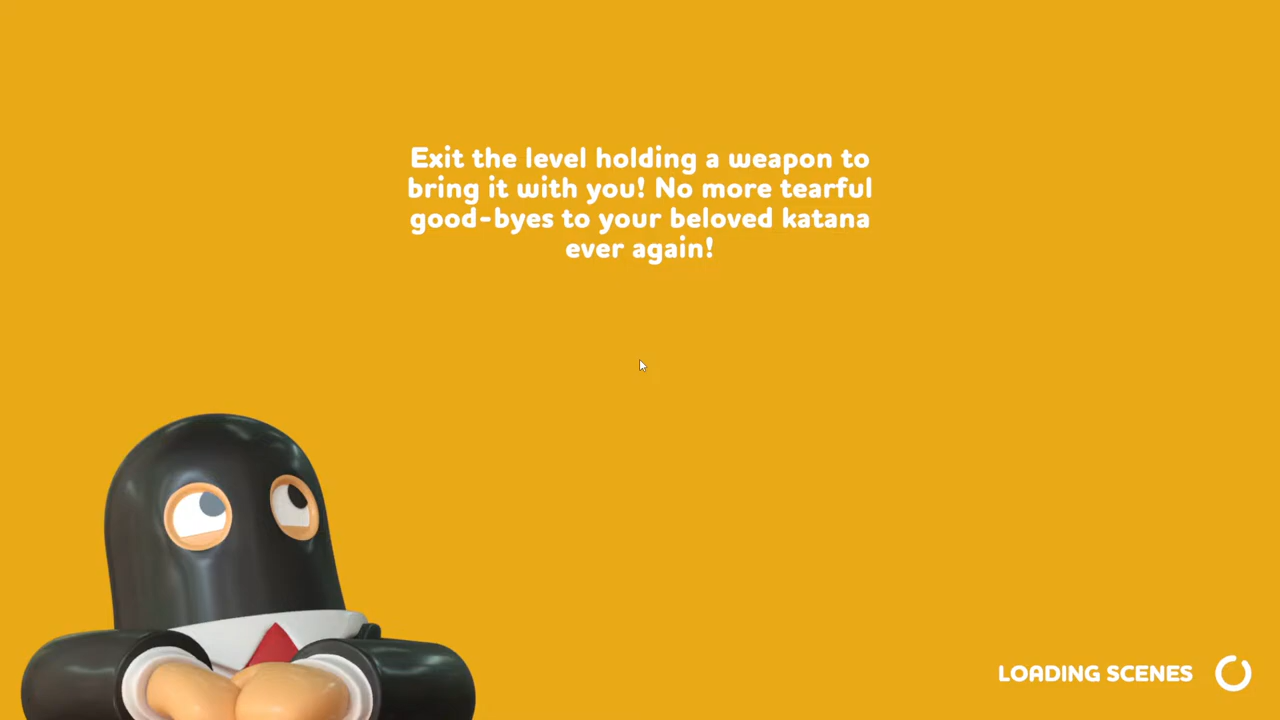 Exit the level holding a weapon to
bring it with you! No more tearful
good-byes to your beloved katana
ever again!
LOADING SCENES